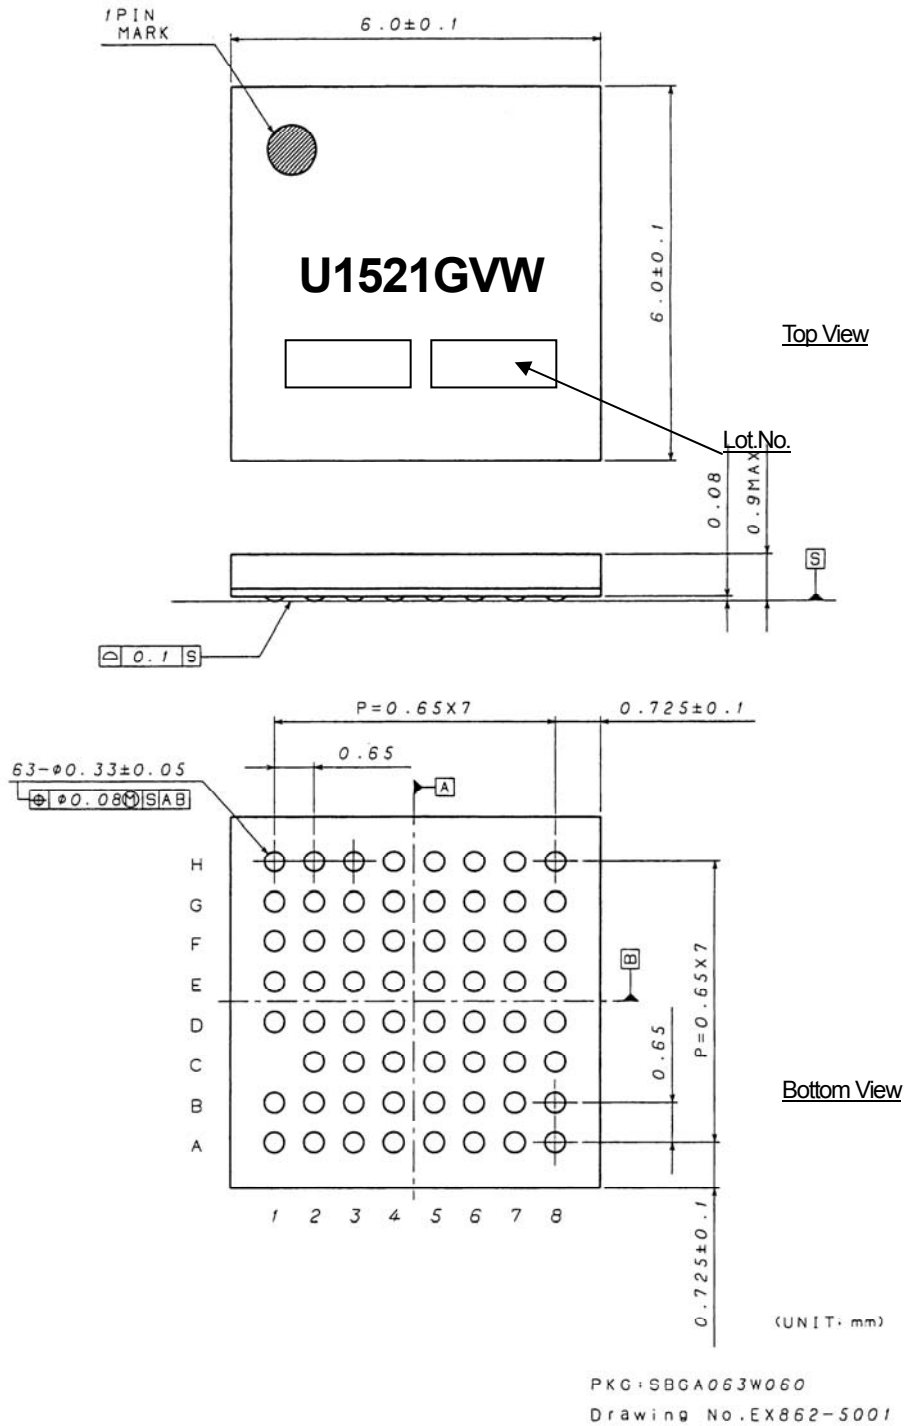 1PIN
MARK
6.0±0.1
6.0±0.1
U1521GVW
Top View
Lot.No.
0.08
0.9MAX
S
⌓ 0.1 S
P=0.65X7
0.725±0.1
0.65
63-φ0.33±0.05
⌖ φ0.08Ⓜ S A B
A
H
G
F
E
B
D
C
B
A
P=0.65X7
0.65
Bottom View
1 2 3 4 5 6 7 8
0.725±0.1
(UNIT: mm)
PKG:SBGA063W060
Drawing No.EX862-5001